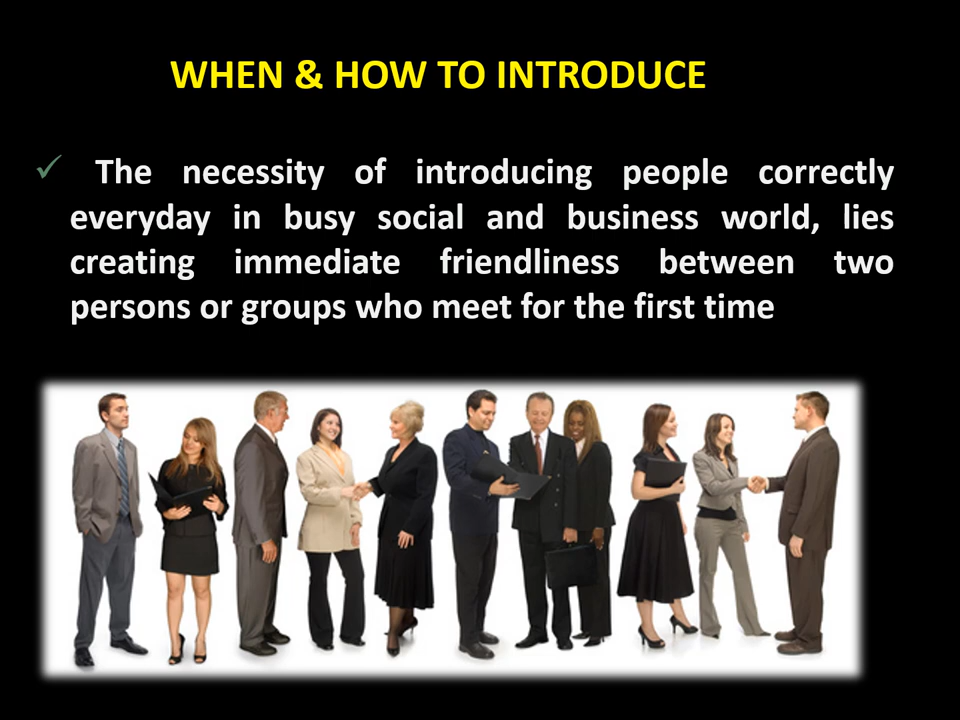 WHEN & HOW TO INTRODUCE
✓ The necessity of introducing people correctly
everyday in busy social and business world, lies
creating immediate friendliness between two
persons or groups who meet for the first time